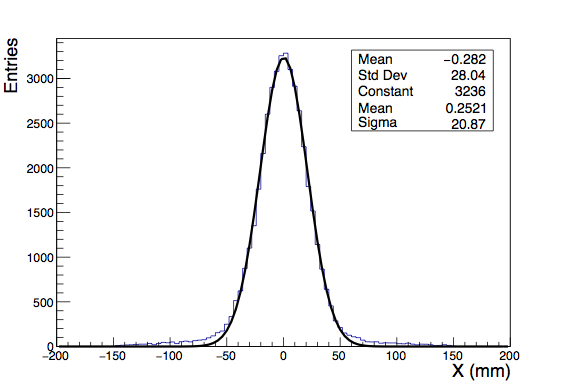 Entries
Mean −0.282
Std Dev 28.04
Constant 3236
Mean 0.2521
Sigma 20.87
3000
2500
2000
1500
1000
500
0
−200 −150 −100 −50 0 50 100 150 200
X (mm)